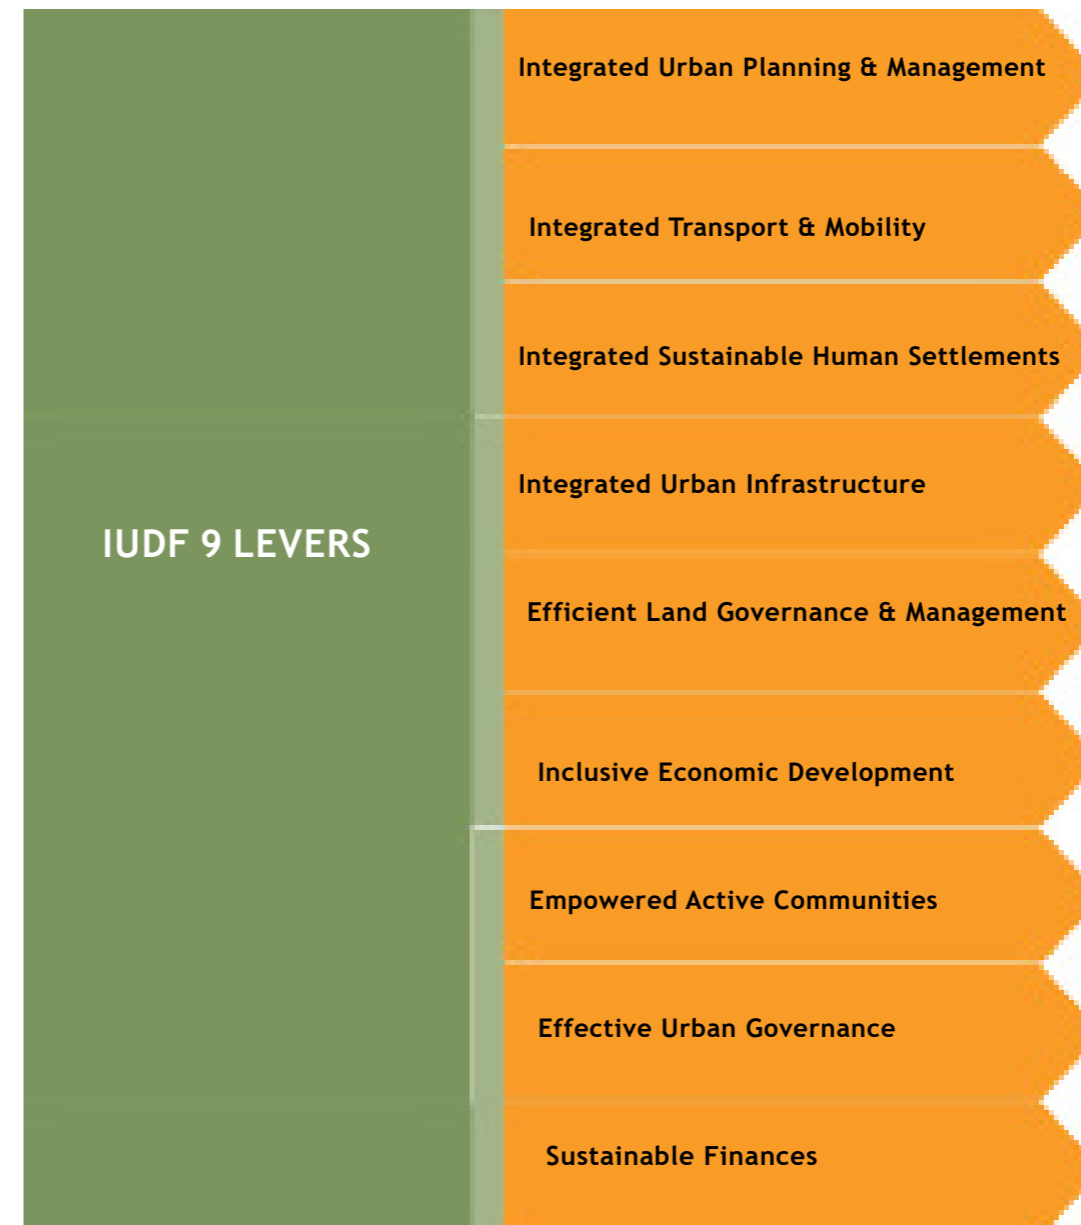 Integrated Urban Planning & Management
Integrated Transport & Mobility
Integrated Sustainable Human Settlements
Integrated Urban Infrastructure
IUDF 9 LEVERS
Efficient Land Governance & Management
Inclusive Economic Development
Empowered Active Communities
Effective Urban Governance
Sustainable Finances